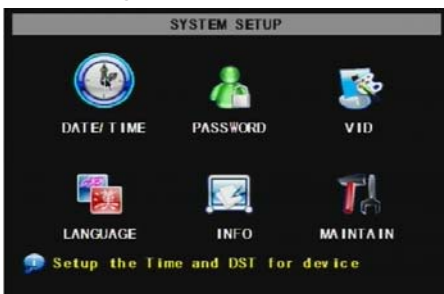 SYSTEM SETUP
DATE/TIME PASSWORD VID
LANGUAGE INFO MAINTAIN
Setup the Time and DST for device